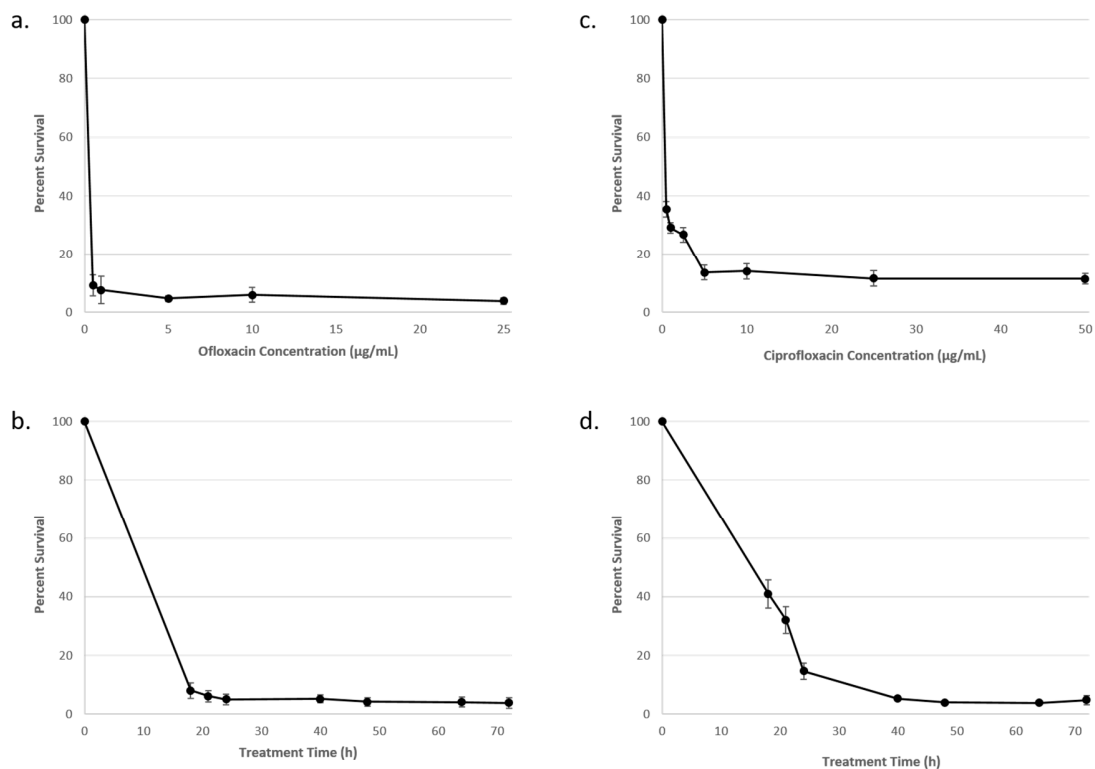 a.
100
80
60
40
20
0
Percent Survival
0 5 10 15 20 25
Ofloxacin Concentration (µg/mL)
c.
100
80
60
40
20
0
Percent Survival
0 10 20 30 40 50
Ciprofloxacin Concentration (µg/mL)
b.
100
80
60
40
20
0
Percent Survival
0 10 20 30 40 50 60 70
Treatment Time (h)
d.
100
80
60
40
20
0
Percent Survival
0 10 20 30 40 50 60 70
Treatment Time (h)